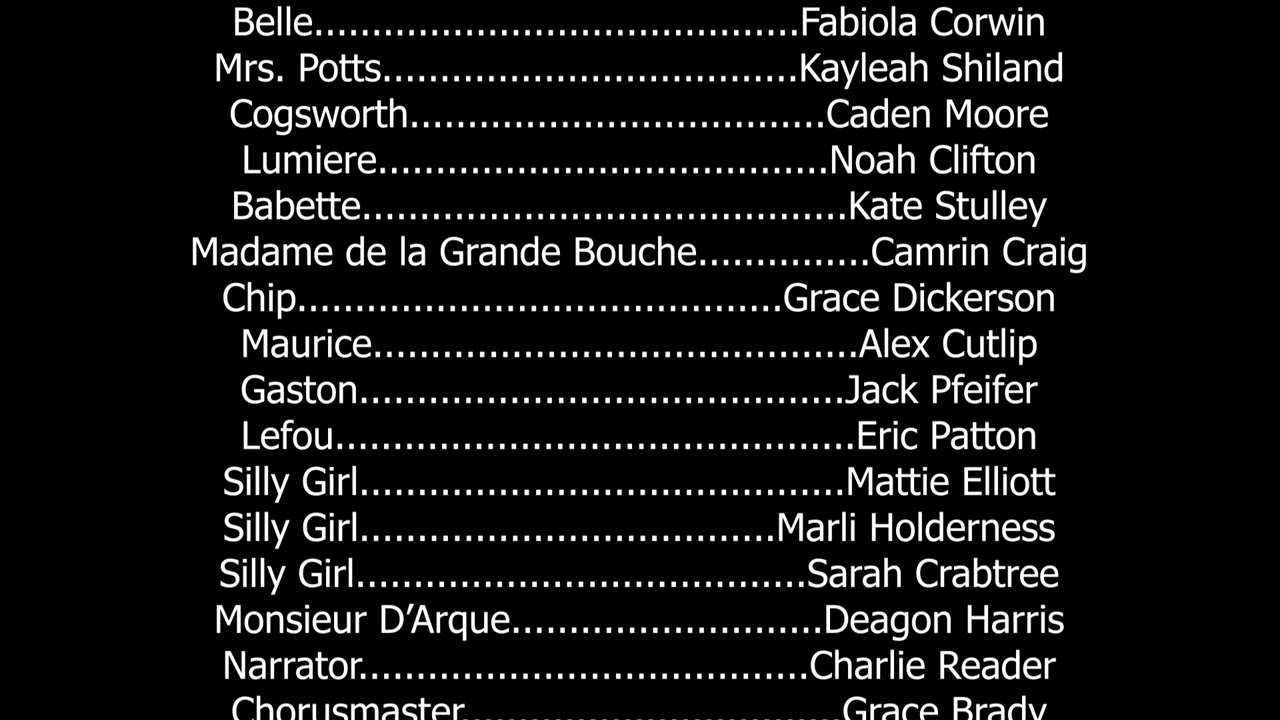 Belle..........................................Fabiola Corwin
Mrs. Potts....................................Kayleah Shiland
Cogsworth....................................Caden Moore
Lumiere.......................................Noah Clifton
Babette..........................................Kate Stulley
Madame de la Grande Bouche...............Camrin Craig
Chip..........................................Grace Dickerson
Maurice..........................................Alex Cutlip
Gaston..........................................Jack Pfeifer
Lefou.............................................Eric Patton
Silly Girl..........................................Mattie Elliott
Silly Girl....................................Marli Holderness
Silly Girl.......................................Sarah Crabtree
Monsieur D’Arque...........................Deagon Harris
Narrator.......................................Charlie Reader
Chorusmaster.................................Grace Brady